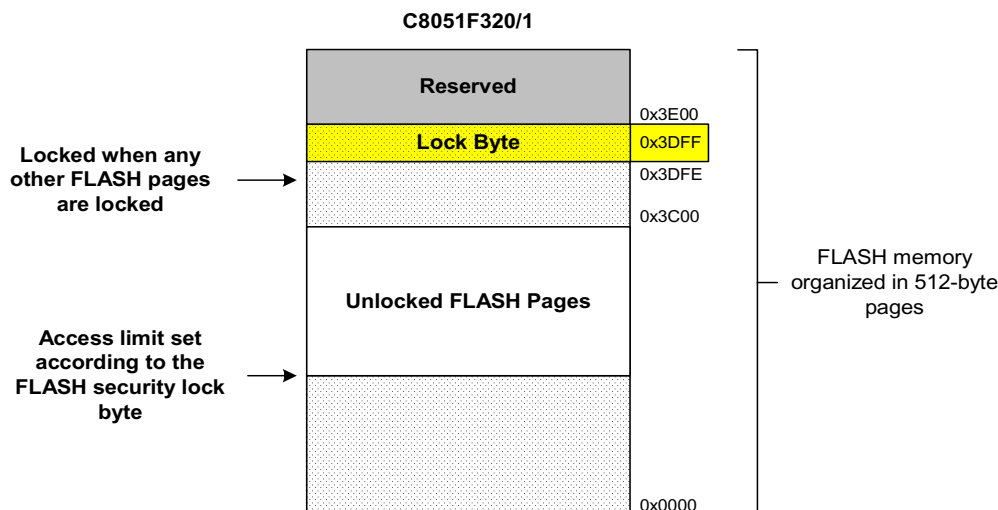 C8051F320/1
Reserved
0x3E00
Lock Byte
0x3DFF
Locked when any
other FLASH pages
are locked
0x3DFE
0x3C00
FLASH memory
organized in 512-byte
pages
Unlocked FLASH Pages
Access limit set
according to the
FLASH security lock
byte
0x0000